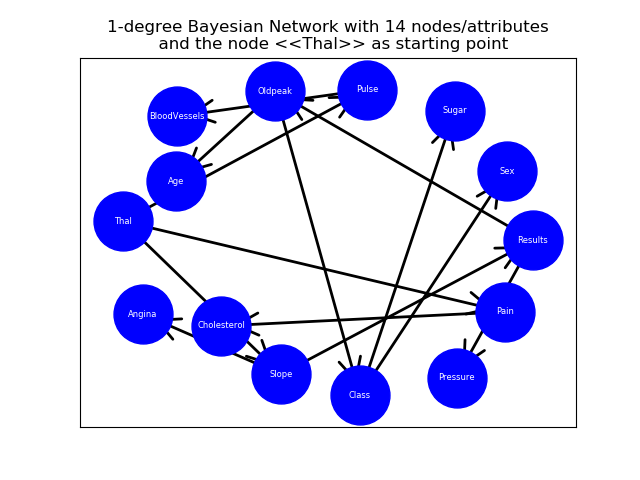 1-degree Bayesian Network with 14 nodes/attributes
and the node <<Thal>> as starting point
Oldpeak
Pulse
BloodVessels
Sugar
Age
Sex
Thal
Results
Angina
Cholesterol
Pain
Slope
Pressure
Class